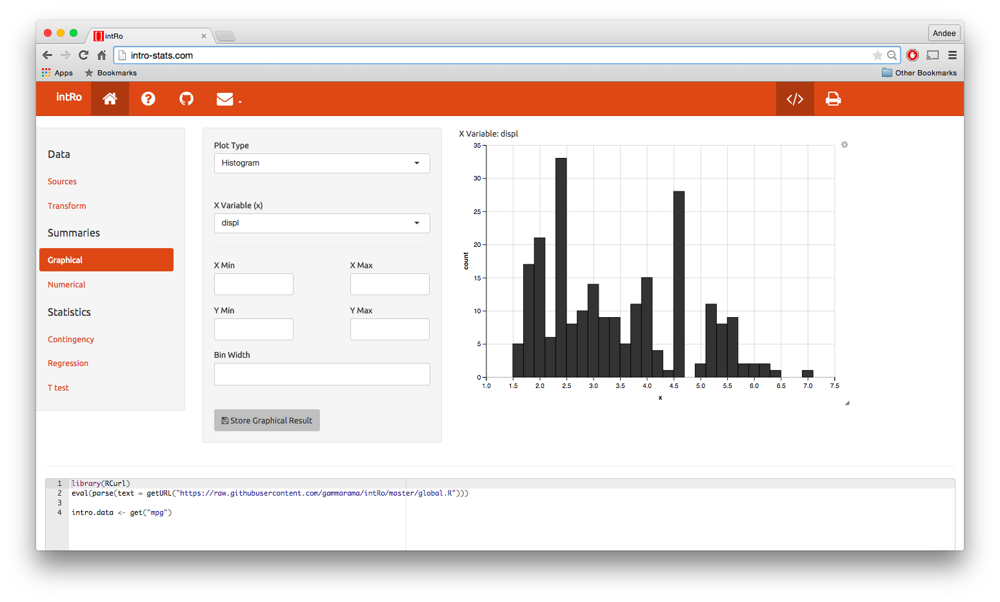 intRo
Andee
intro-stats.com
Apps
Bookmarks
Other Bookmarks
intRo
Data
Sources
Transform
Summaries
Graphical
Numerical
Statistics
Contingency
Regression
T test
Plot Type
Histogram
X Variable (x)
displ
X Min
X Max
Y Min
Y Max
Bin Width
Store Graphical Result
X Variable: displ
35
30
25
20
15
10
5
0
count
1.0 1.5 2.0 2.5 3.0 3.5 4.0 4.5 5.0 5.5 6.0 6.5 7.0 7.5
x
1 library(RCurl)
2 eval(parse(text = getURL("https://raw.githubusercontent.com/gammarama/intRo/master/global.R")))
3
4 intro.data <- get("mpg")